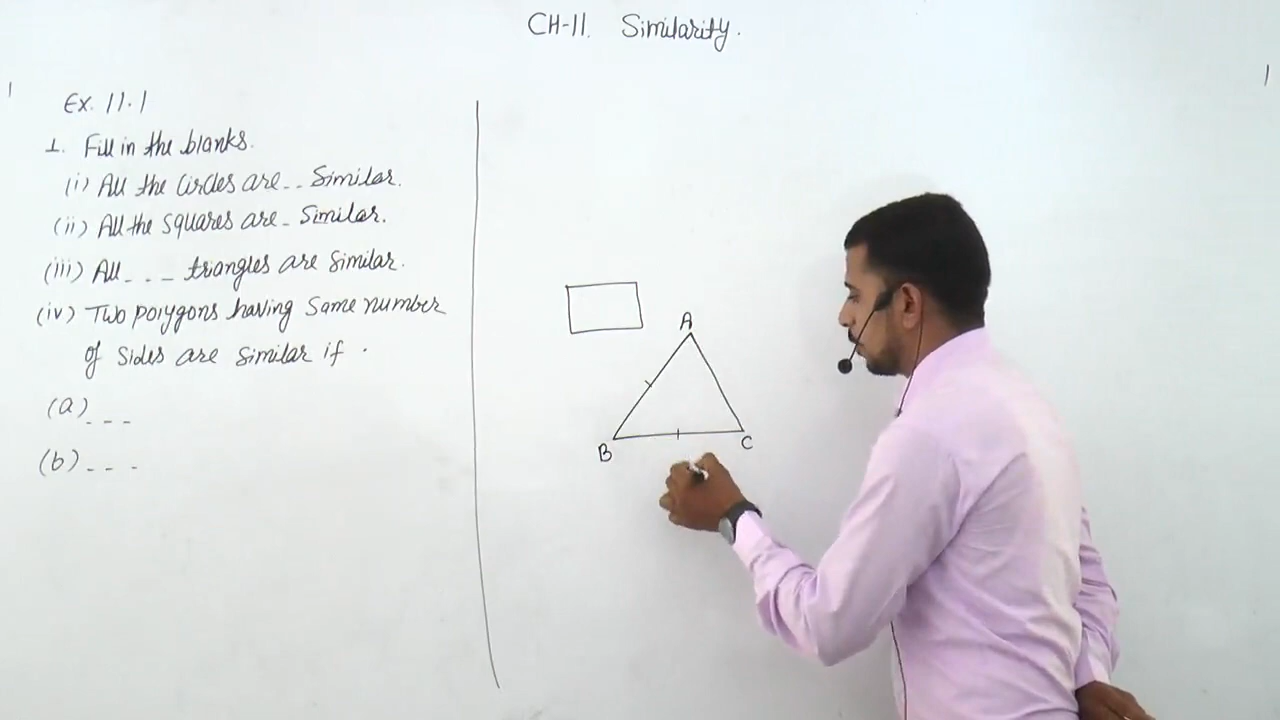 CH-11. Similarity.
Ex. 11.1
1. Fill in the blanks.
(i) All the Circles are _ _ Similar.
(ii) All the squares are _ Similar.
(iii) All _ _ _ triangles are similar.
(iv) Two polygons having same number
of sides are similar if .
(a) _ _ _
(b) _ _ _
A
B
C